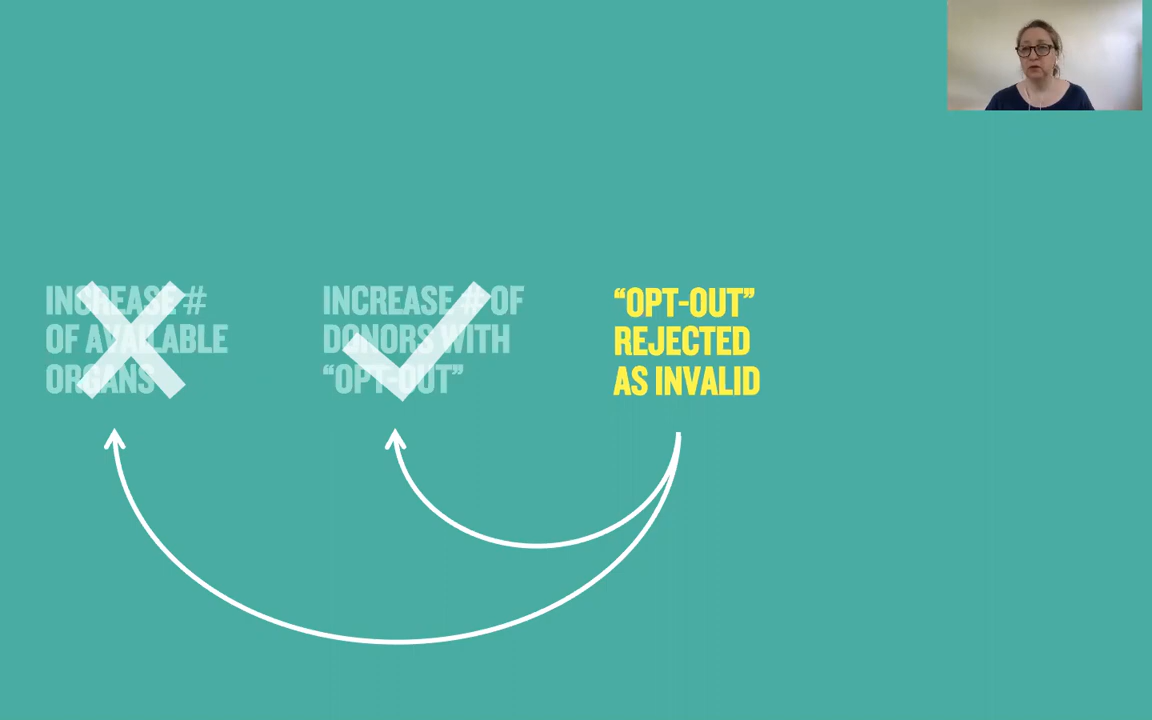 INCREASE #
OF AVAILABLE
ORGANS
INCREASE # OF
DONORS WITH
“OPT-OUT”
“OPT-OUT”
REJECTED
AS INVALID